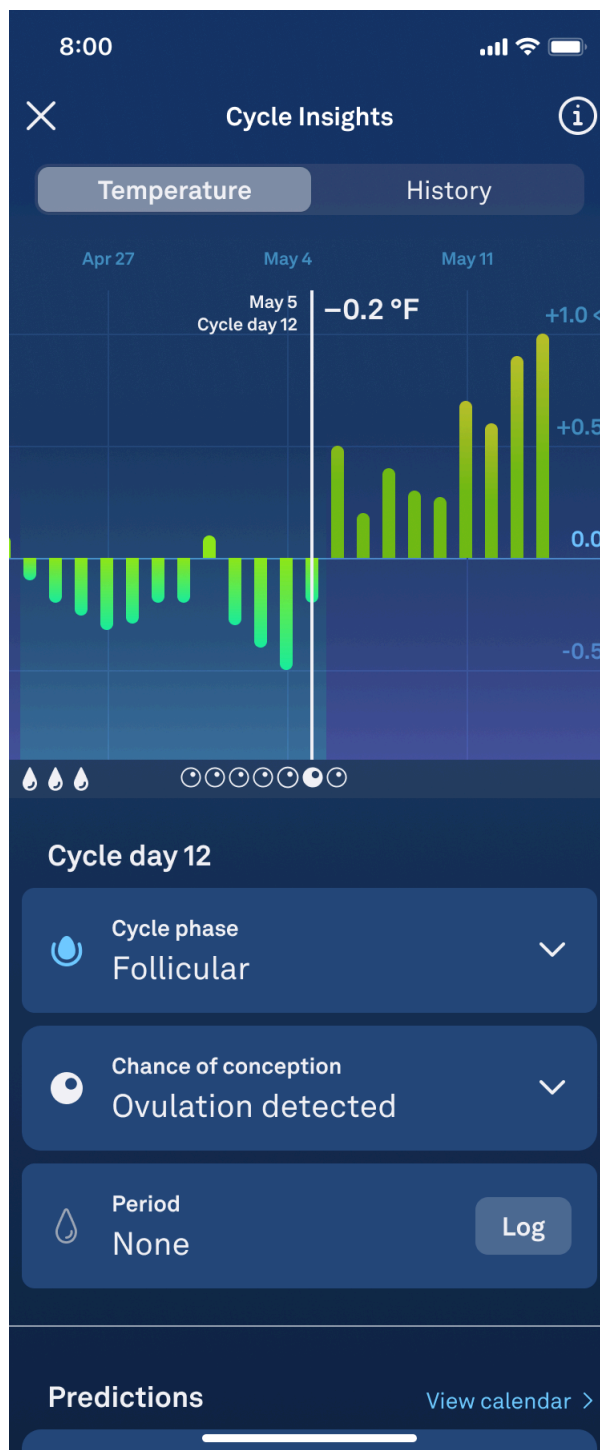 8:00
Cycle Insights
Temperature
History
Apr 27
May 4
May 11
May 5
Cycle day 12
−0.2 °F
+1.0
+0.5
0.0
-0.5
Cycle day 12
Cycle phase
Follicular
Chance of conception
Ovulation detected
Period
None
Log
Predictions
View calendar